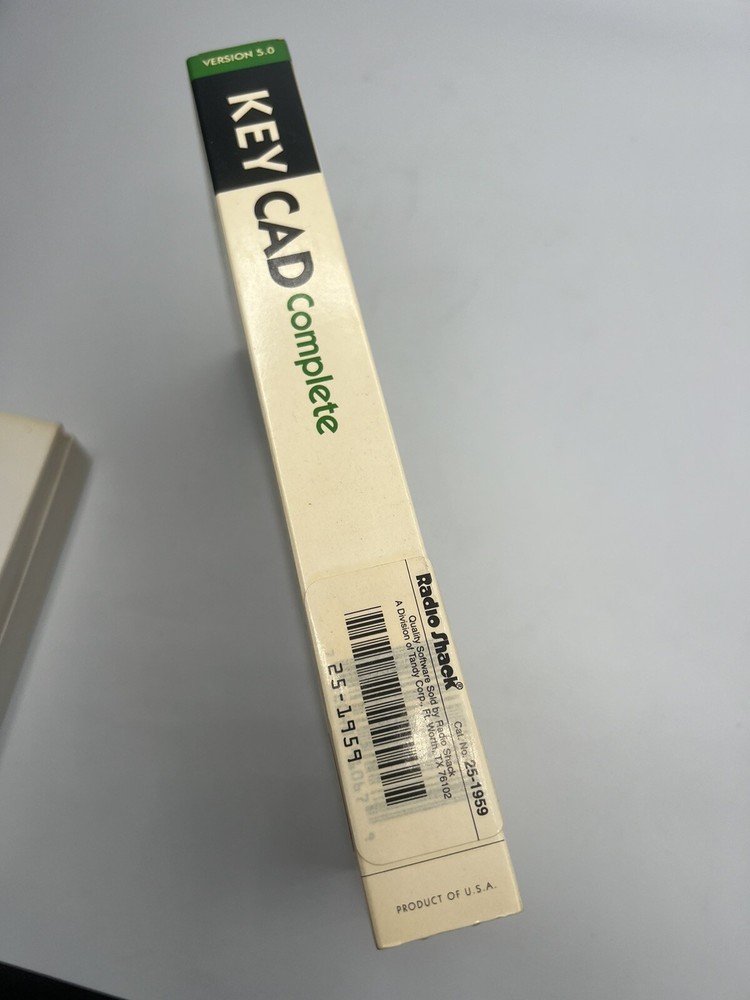 VERSION 5.0
KEY CAD complete
Radio Shack®
Cat. No. 25-1959
Quality Software Sold by Radio Shack
A Division of Tandy Corp., Ft. Worth, TX 76102
25-1959
PRODUCT OF U.S.A.